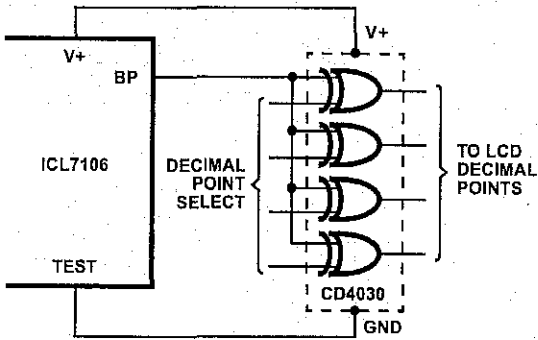 V+
V+
BP
ICL7106
DECIMAL
POINT
SELECT
TO LCD
DECIMAL
POINTS
TEST
CD4030
GND